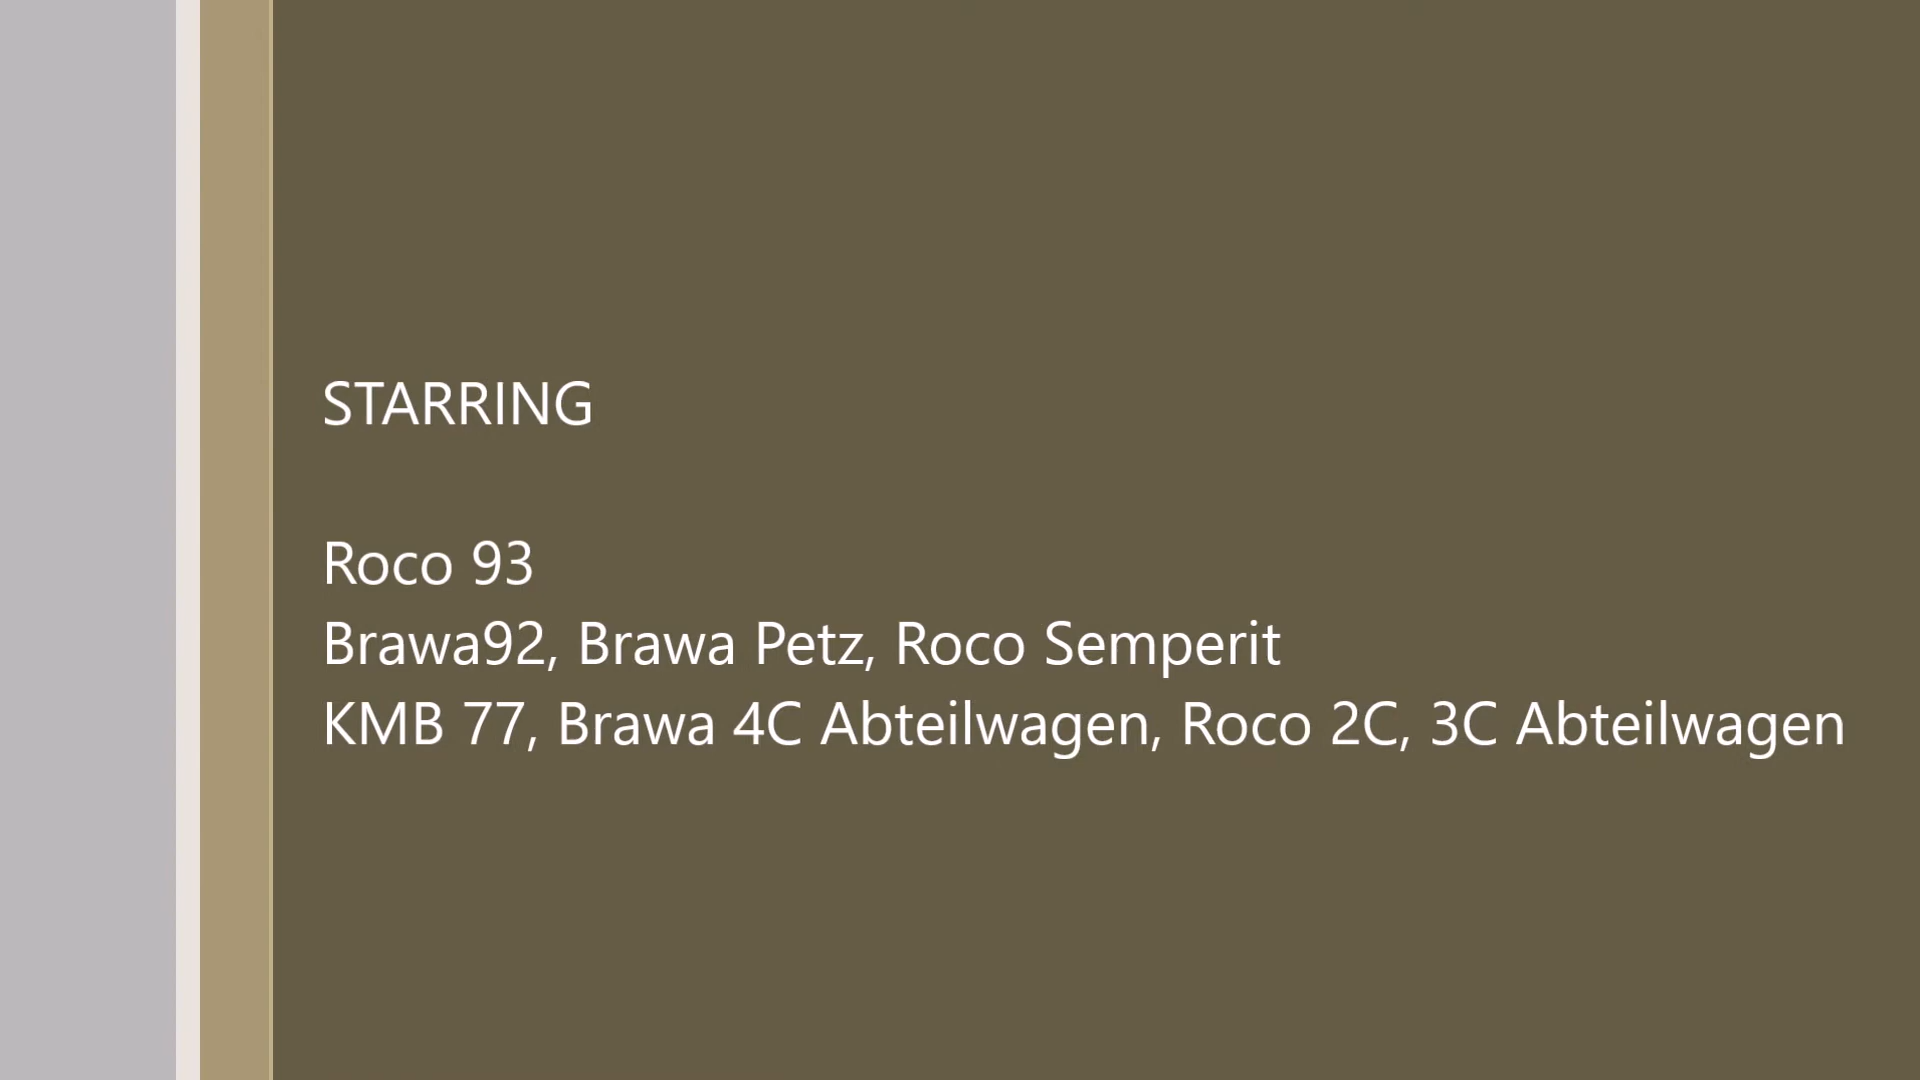 STARRING
Roco 93
Brawa92, Brawa Petz, Roco Semperit
KMB 77, Brawa 4C Abteilwagen, Roco 2C, 3C Abteilwagen